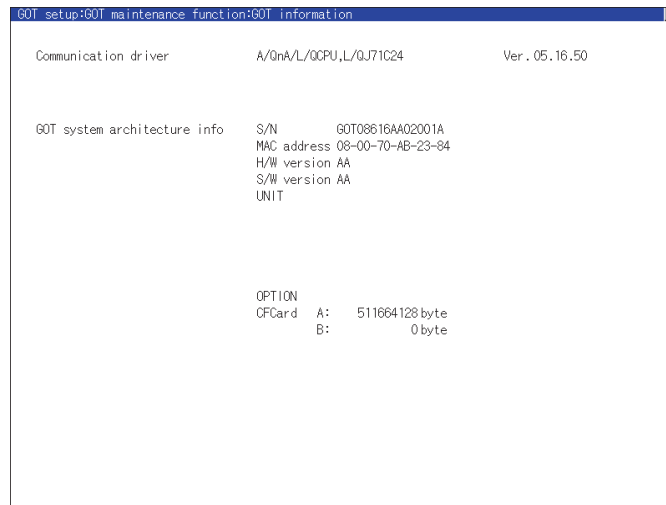 GOT setup:GOT maintenance function:GOT information
Communication driver A/QnA/L/QCPU,L/QJ71C24 Ver.05.16.50
GOT system architecture info S/N GOT08616AA02001A
MAC address 08-00-70-AB-23-84
H/W version AA
S/W version AA
UNIT
OPTION
CFCard A: 511664128 byte
B: 0 byte